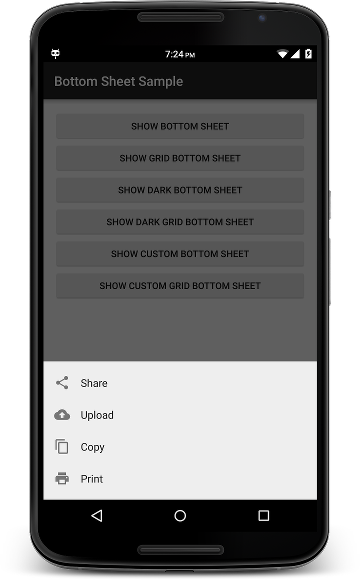 7:24 PM
Bottom Sheet Sample
SHOW BOTTOM SHEET
SHOW GRID BOTTOM SHEET
SHOW DARK BOTTOM SHEET
SHOW DARK GRID BOTTOM SHEET
SHOW CUSTOM BOTTOM SHEET
SHOW CUSTOM GRID BOTTOM SHEET
Share
Upload
Copy
Print